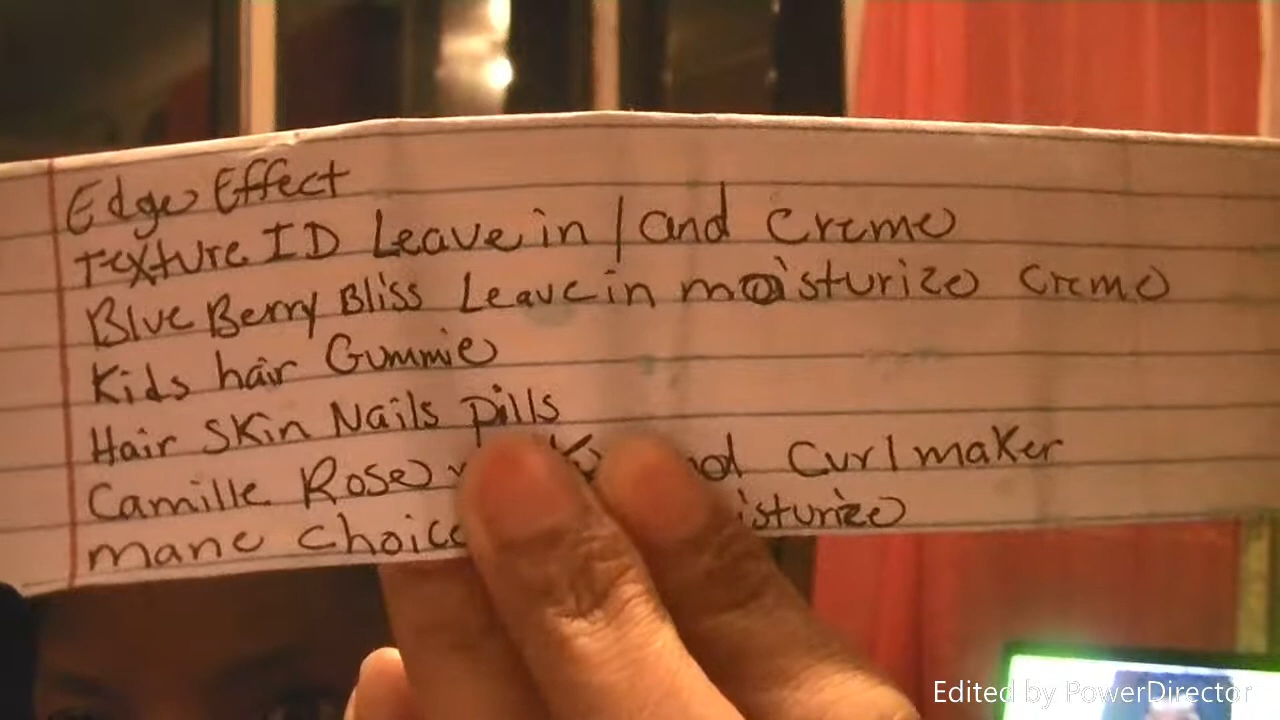 Edge Effect
Texture ID Leave in / and Creme
Blue Berry Bliss Leave in moisturize creme
Kids hair Gummie
Hair Skin Nails pills
Camille Rose Curl maker
mane choice
Edited by PowerDirector